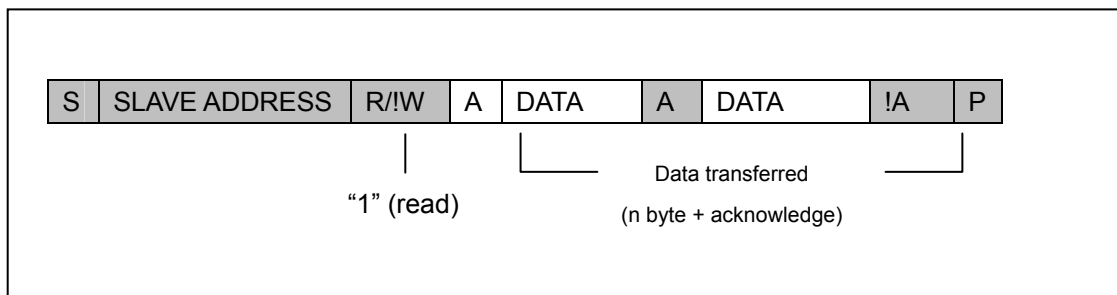 S SLAVE ADDRESS R/!W A DATA A DATA !A P
Data transferred
“1” (read)
(n byte + acknowledge)